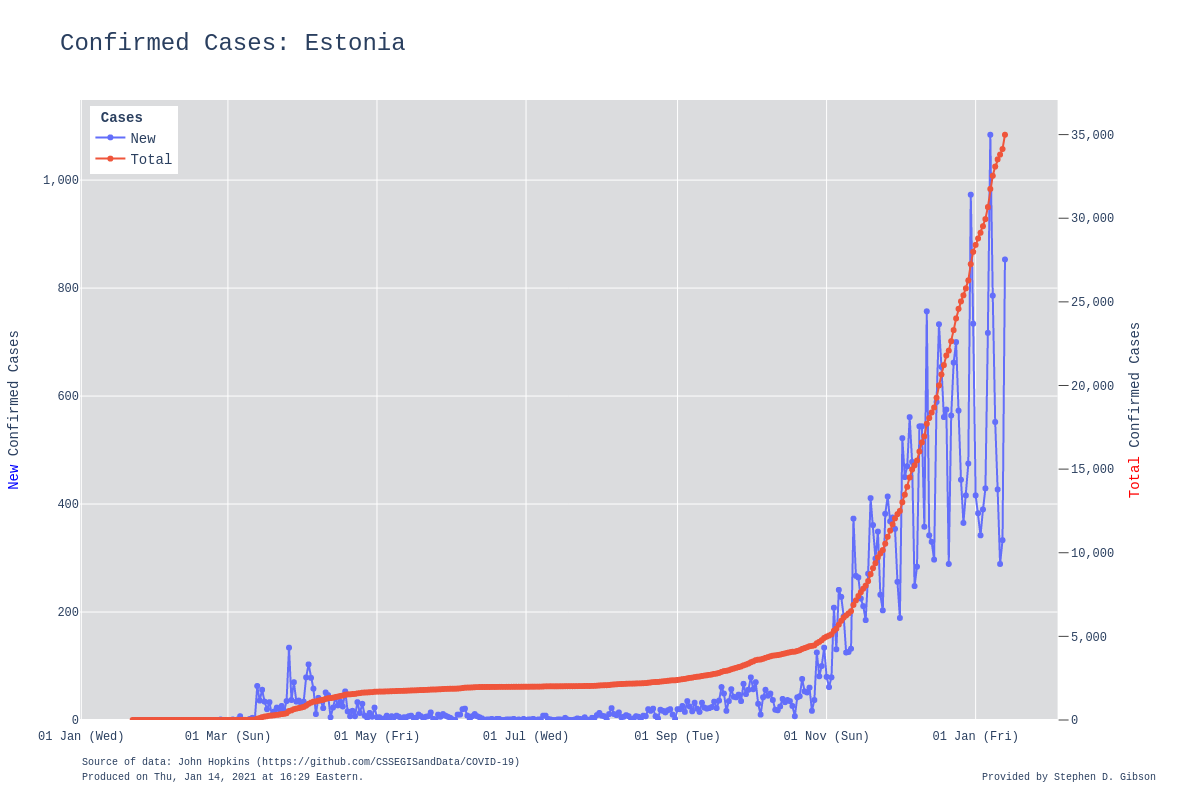 Confirmed Cases: Estonia
Cases
New
Total
1,000
800
600
400
200
0
35,000
30,000
25,000
20,000
15,000
10,000
5,000
0
New Confirmed Cases
Total Confirmed Cases
01 Jan (Wed) 01 Mar (Sun) 01 May (Fri) 01 Jul (Wed) 01 Sep (Tue) 01 Nov (Sun) 01 Jan (Fri)
Source of data: John Hopkins (https://github.com/CSSEGISandData/COVID-19)
Produced on Thu, Jan 14, 2021 at 16:29 Eastern.
Provided by Stephen D. Gibson